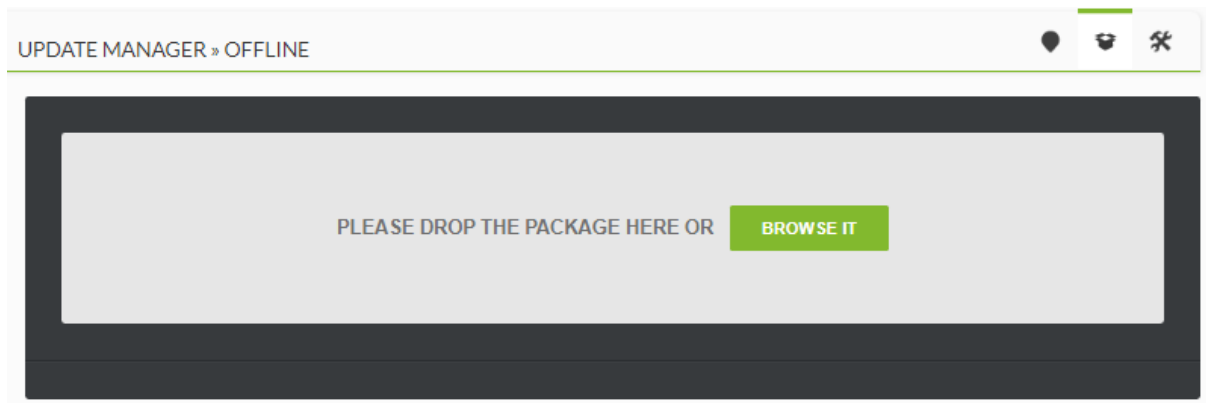 UPDATE MANAGER » OFFLINE
PLEASE DROP THE PACKAGE HERE OR BROWSE IT